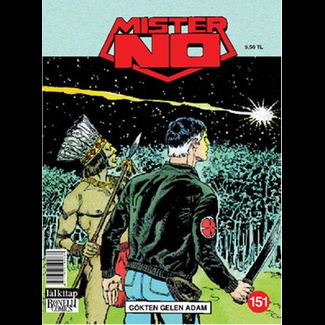 MISTER
NO
9.50 TL
lalkitap
BONELLI
COMICS
GÖKTEN GELEN ADAM
151